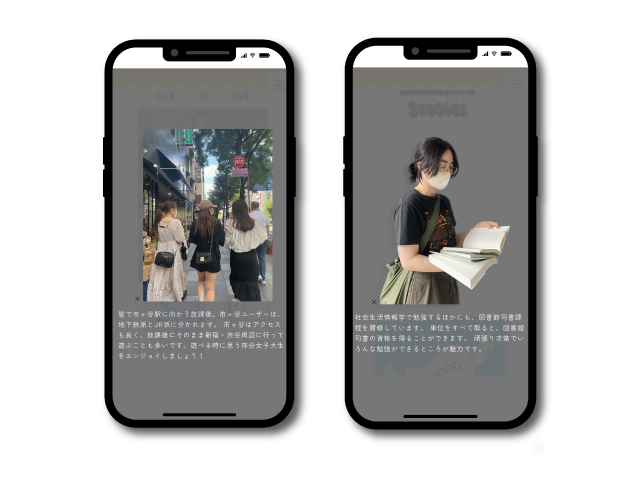 皆で市ヶ谷駅に向かう放課後。市ヶ谷ユーザーは、
地下鉄派とJR派に分かれます。 市ヶ谷はアクセス
も良く、放課後にそのまま新宿・渋谷周辺に行って
遊ぶことも多いです。遊べる時に思う存分女子大生
をエンジョイしましょう！
STUDIES
社会生活情報学で勉強するほかにも、図書館司書課
程を履修しています。 単位をすべて取ると、図書館
司書の資格を得ることができます。 頑張り次第でい
ろんな勉強ができるところが魅力です。